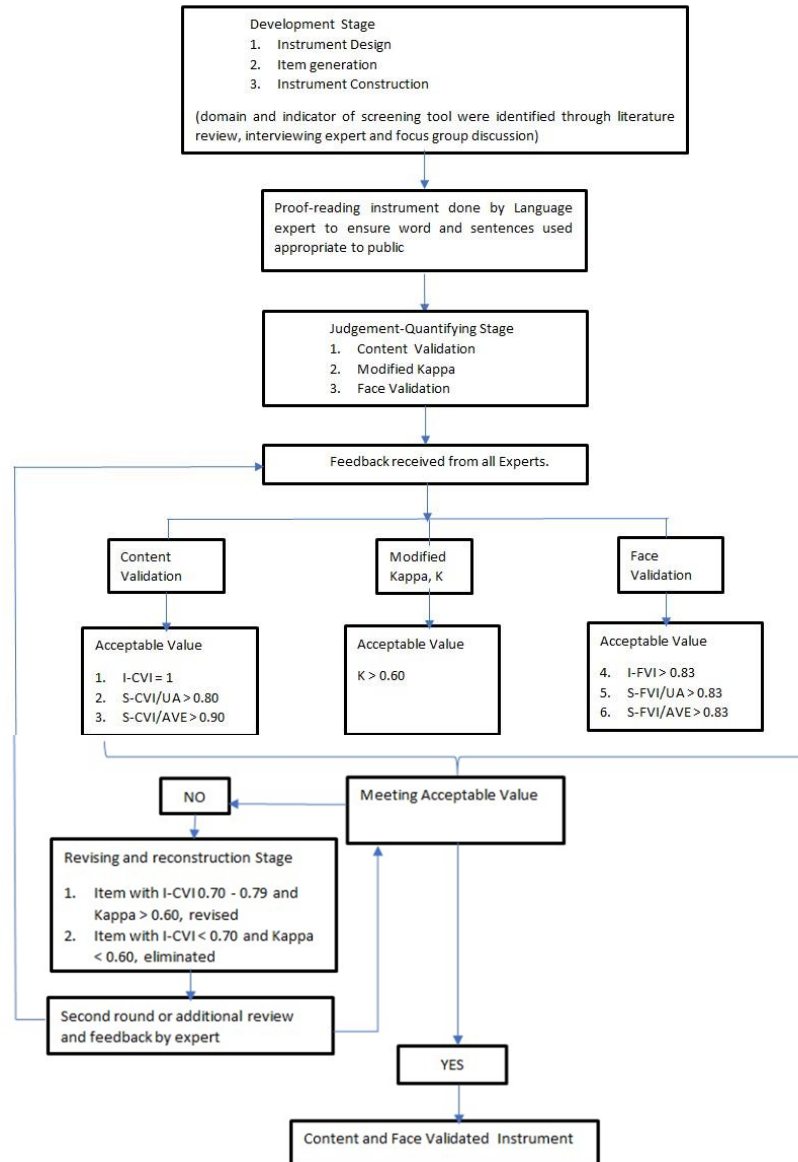 Development Stage
1. Instrument Design
2. Item generation
3. Instrument Construction
(domain and indicator of screening tool were identified through literature
review, interviewing expert and focus group discussion)
Proof-reading instrument done by Language
expert to ensure word and sentences used
appropriate to public
Judgement-Quantifying Stage
1. Content Validation
2. Modified Kappa
3. Face Validation
Feedback received from all Experts.
Content
Validation
Modified
Kappa, K
Face
Validation
Acceptable Value
1. I-CVI = 1
2. S-CVI/UA > 0.80
3. S-CVI/AVE > 0.90
Acceptable Value
K > 0.60
Acceptable Value
4. I-FVI > 0.83
5. S-FVI/UA > 0.83
6. S-FVI/AVE > 0.83
NO
Meeting Acceptable Value
Revising and reconstruction Stage
1. Item with I-CVI 0.70 - 0.79 and
Kappa > 0.60, revised
2. Item with I-CVI < 0.70 and Kappa
< 0.60, eliminated
Second round or additional review
and feedback by expert
YES
Content and Face Validated Instrument